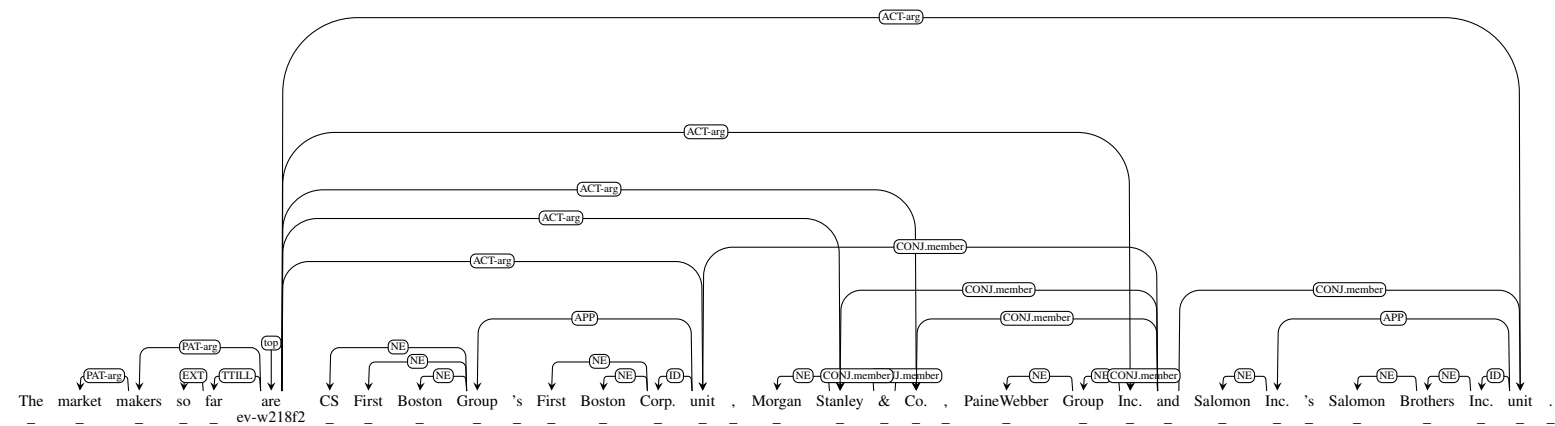 ACT-arg
ACT-arg
ACT-arg
ACT-arg
CONJ.member
ACT-arg
CONJ.member CONJ.member
APP CONJ.member APP
top
PAT-arg NE
NE NE
PAT-arg EXT TTILL NE NE ID NE CONJ.member NE CONJ.member NE NE NE ID
The market makers so far are CS First Boston Group 's First Boston Corp. unit , Morgan Stanley & Co. , PaineWebber Group Inc. and Salomon Inc. 's Salomon Brothers Inc. unit .
_ _ _ _ _ ev-w218f2 _ _ _ _ _ _ _ _ _ _ _ _ _ _ _ _ _ _ _ _ _ _ _ _ _ _ _